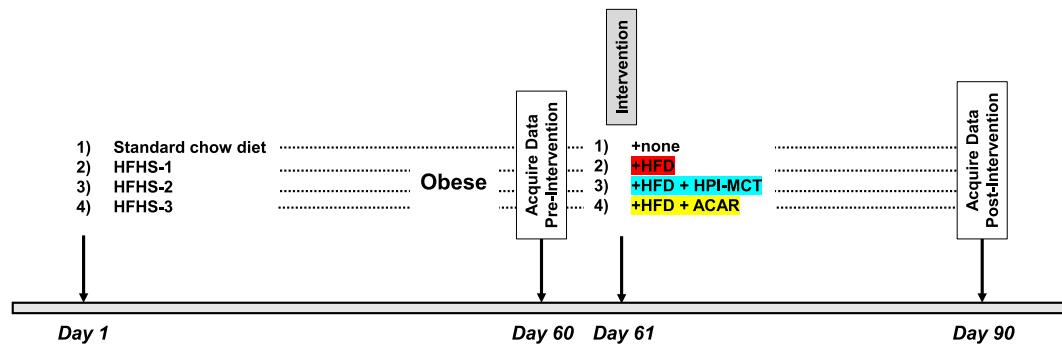 Intervention
Acquire Data
Pre-Intervention
Acquire Data
Post-Intervention
1) Standard chow diet
2) HFHS-1
3) HFHS-2
4) HFHS-3
Obese
1) +none
2) +HFD
3) +HFD + HPI-MCT
4) +HFD + ACAR
Day 1
Day 60
Day 61
Day 90